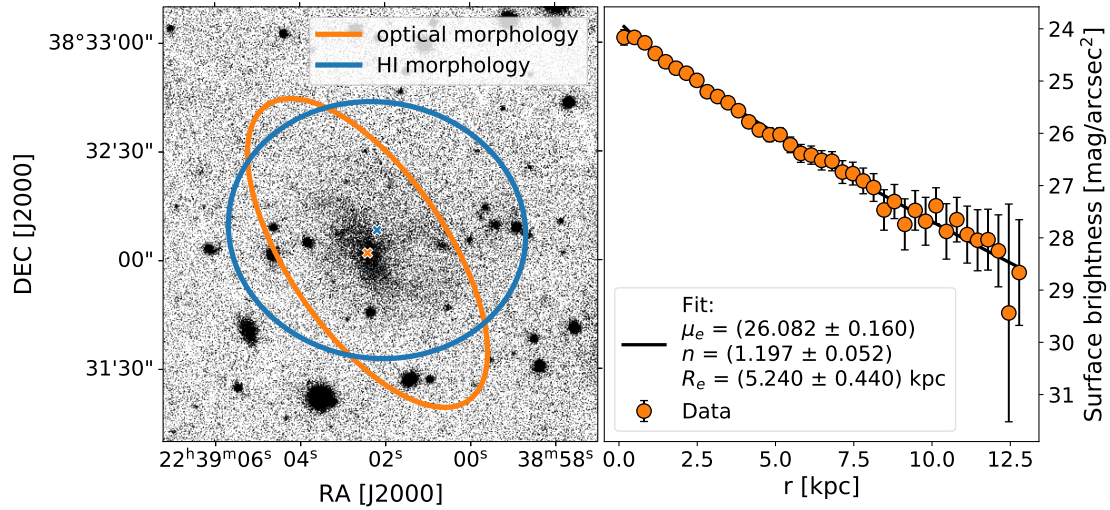 optical morphology
HI morphology
38°33'00"
32'30"
00"
31'30"
DEC [J2000]
22ʰ39ᵐ06ˢ 04ˢ 02ˢ 00ˢ 38ᵐ58ˢ
RA [J2000]
24
25
26
27
28
29
30
31
Surface brightness [mag/arcsec²]
Fit:
μₑ = (26.082 ± 0.160)
n = (1.197 ± 0.052)
Rₑ = (5.240 ± 0.440) kpc
Data
0.0 2.5 5.0 7.5 10.0 12.5
r [kpc]